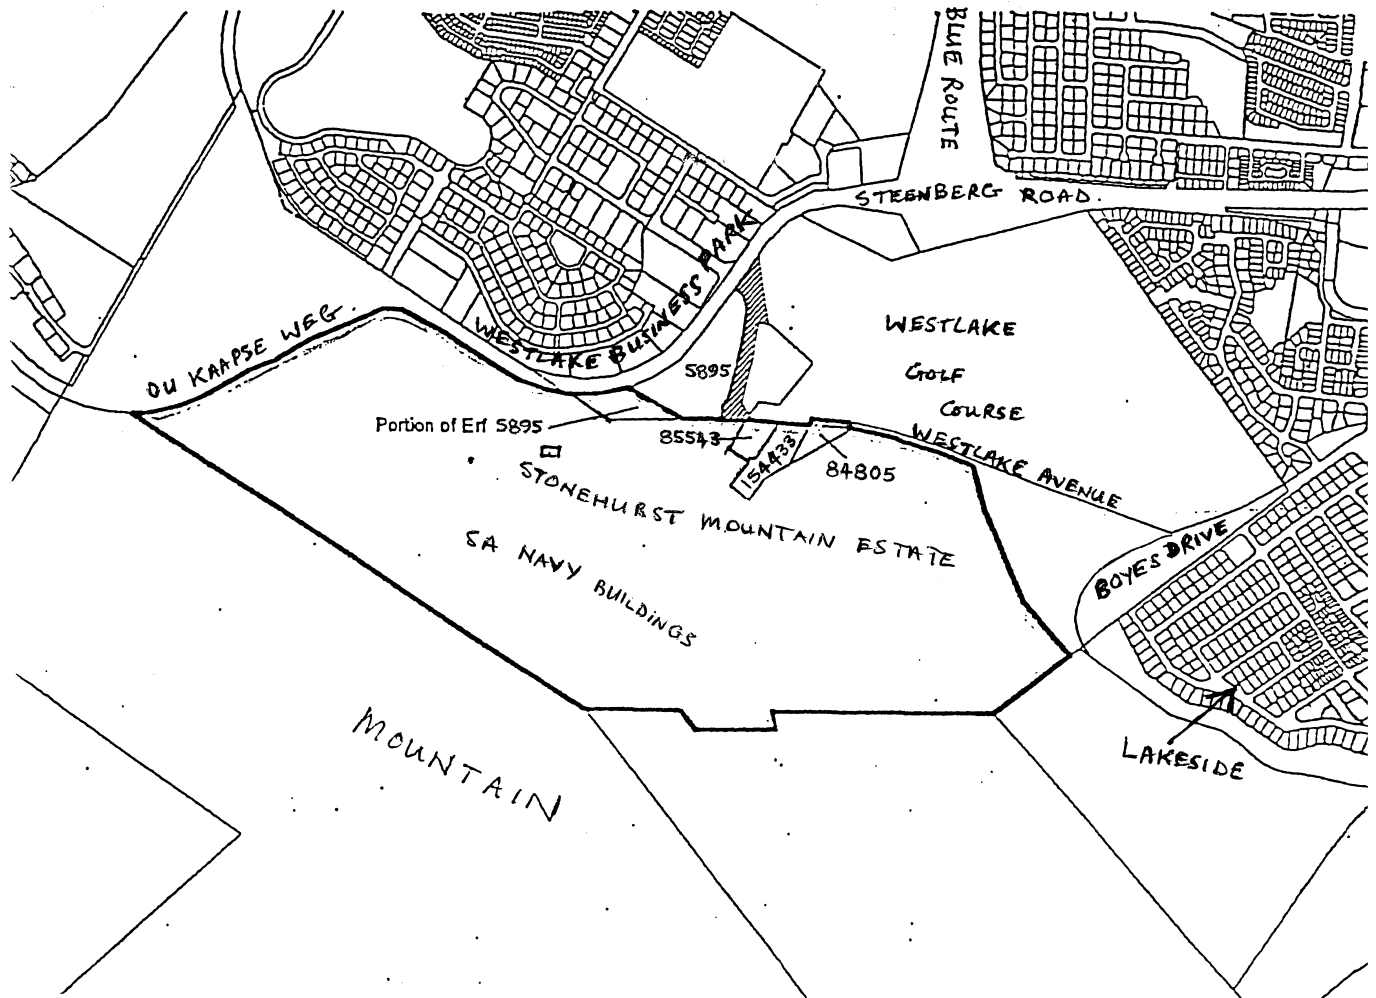 BLUE ROUTE
STEENBERG ROAD.
WESTLAKE BUSINESS PARK
OU KAAPSE WEG.
WESTLAKE
GOLF
COURSE
5895
Portion of Erf 5895
85543
154433
84805
WESTLAKE AVENUE
STONEHURST MOUNTAIN ESTATE
SA NAVY BUILDINGS
BOYES DRIVE
MOUNTAIN
LAKESIDE